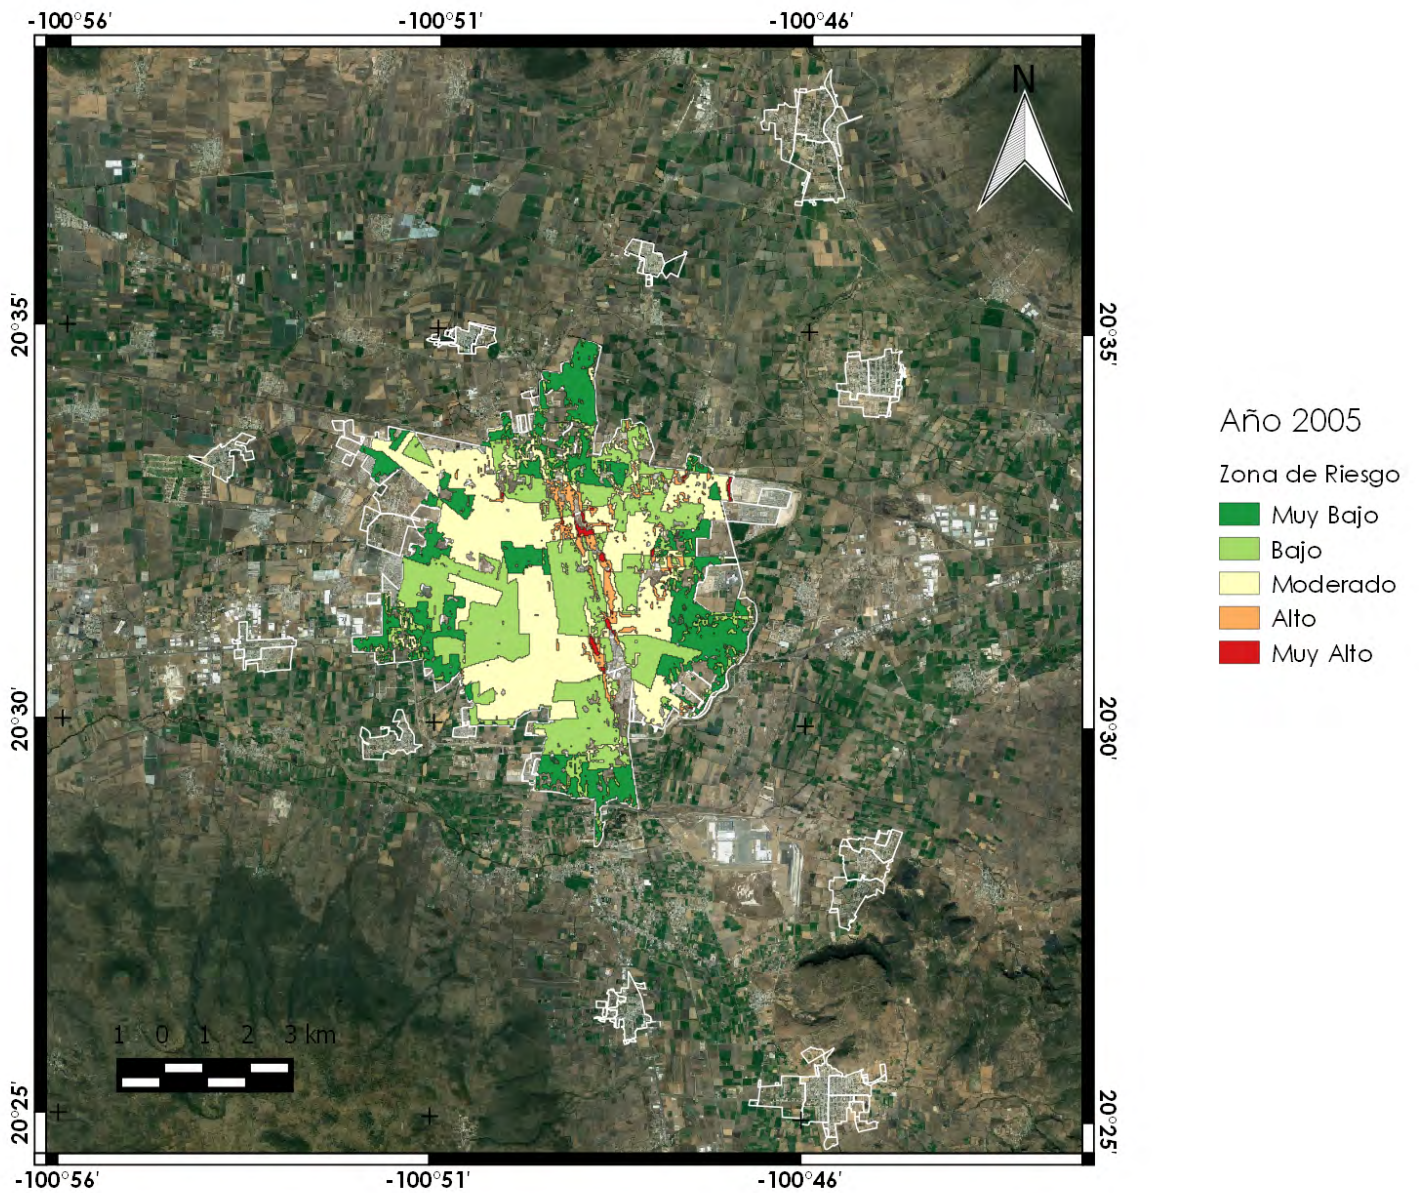 -100°56' -100°51' -100°46'
N
20°35' 20°35'
Año 2005
Zona de Riesgo
Muy Bajo
Bajo
Moderado
Alto
Muy Alto
20°30' 20°30'
1 0 1 2 3 km
20°25' 20°25'
-100°56' -100°51' -100°46'